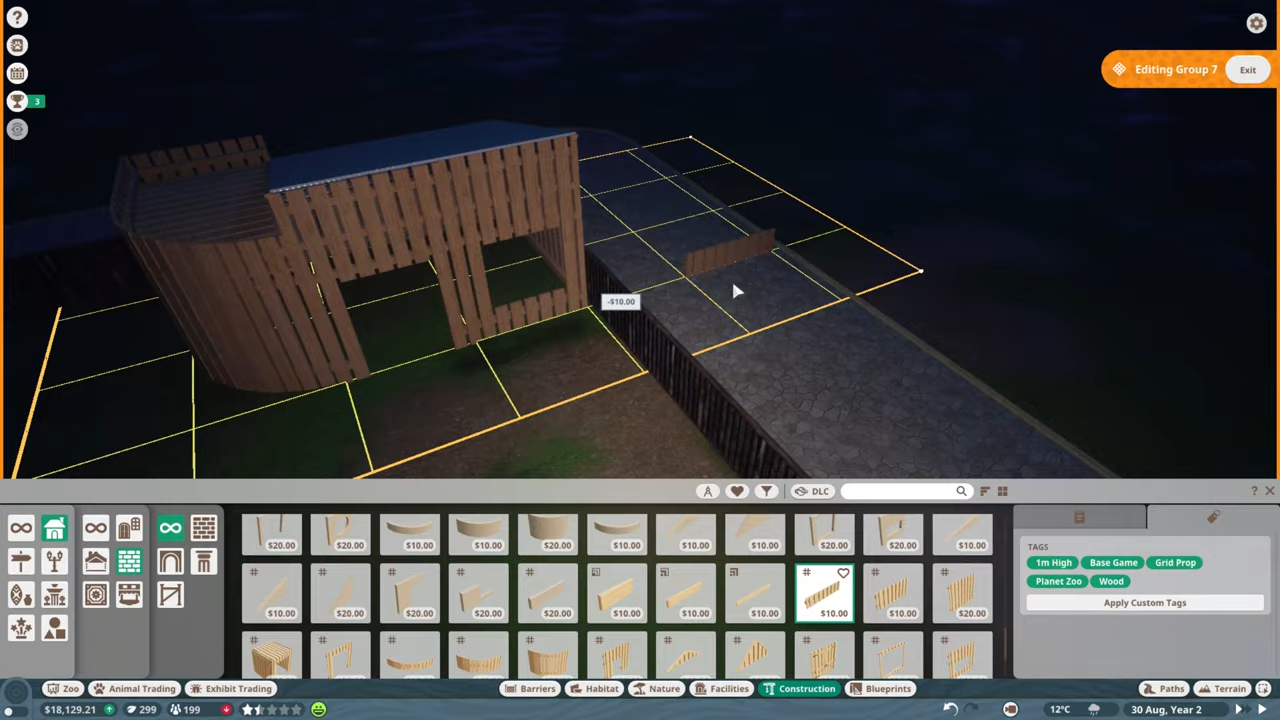 ?
3
Editing Group 7 Exit
-$10.00
DLC ?
$20.00 $20.00 $10.00 $10.00 $20.00 $10.00 $10.00 $10.00 $20.00 $20.00 $10.00
$10.00 $10.00 $20.00 $20.00 $20.00 $10.00 $10.00 $10.00 $10.00 $10.00 $20.00
TAGS
1m High Base Game Grid Prop
Planet Zoo Wood
Apply Custom Tags
Zoo Animal Trading Exhibit Trading Barriers Habitat Nature Facilities Construction Blueprints Paths Terrain
$18,129.21 299 199 12°C 30 Aug, Year 2